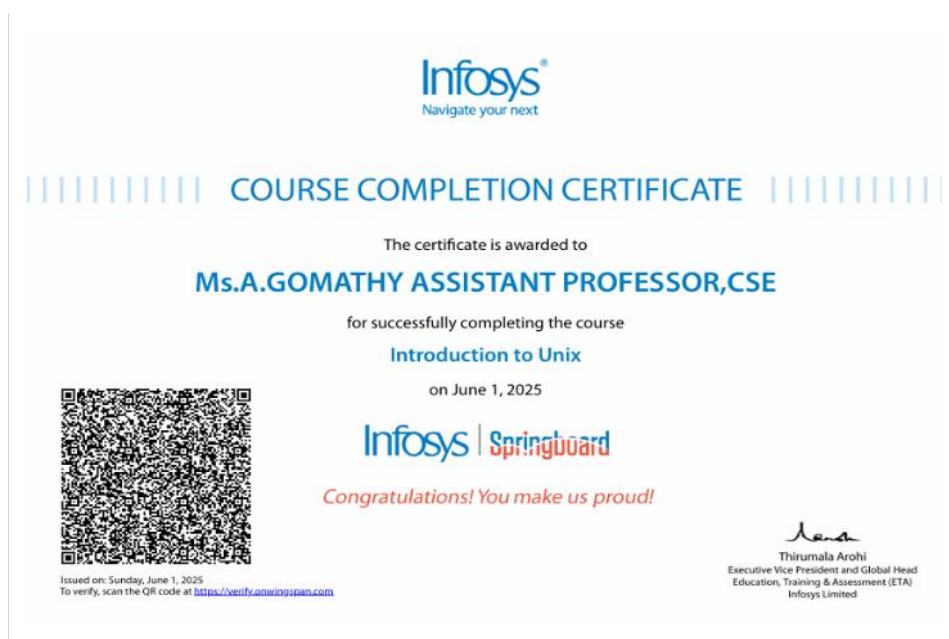 Infosys®
Navigate your next
COURSE COMPLETION CERTIFICATE
The certificate is awarded to
Ms.A.GOMATHY ASSISTANT PROFESSOR,CSE
for successfully completing the course
Introduction to Unix
on June 1, 2025
Infosys | Springboard
Congratulations! You make us proud!
Issued on: Sunday, June 1, 2025
To verify, scan the QR code at https://verify.onwingspan.com
Thirumala Arohi
Executive Vice President and Global Head
Education, Training & Assessment (ETA)
Infosys Limited